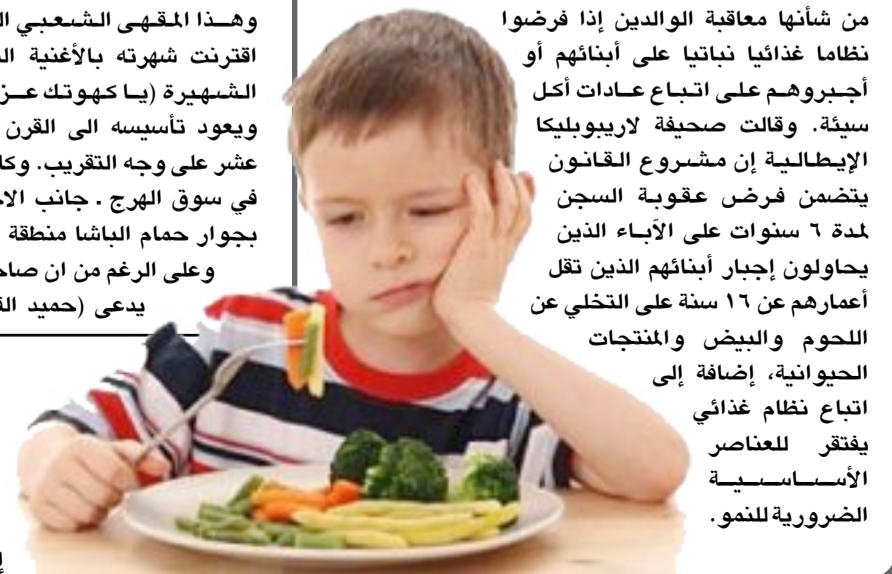 من شأنها معاقبة الوالدين إذا فرضوا
نظاما غذائيا نباتيا على أبنائهم أو
أجبروهم على اتباع عادات أكل
سيئة. وقالت صحيفة لاريبوبليكا
الإيطالية إن مشروع القانون
يتضمن فرض عقوبة السجن
لمدة ٦ سنوات على الآباء الذين
يحاولون إجبار أبنائهم الذين تقل
أعمارهم عن ١٦ سنة على التخلي عن
اللحوم والبيض والمنتجات
الحيوانية، إضافة إلى
اتباع نظام غذائي
يفتقر للعناصر
الأساسية
الضرورية للنمو.
وهذا المقهى الشعبي
اقترنت شهرته بالأغنية
الشهيرة (يا كهوتك
ويعود تأسيسه الى القرن
عشر على وجه التقريب.
في سوق الهرج . جانب
بجوار حمام الباشا منطقة
وعلى الرغم من ان
يدعى (حميد